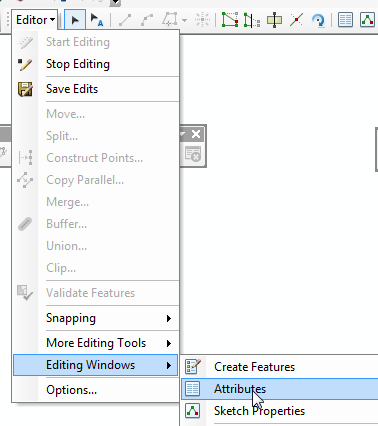 Editor
Start Editing
Stop Editing
Save Edits
Move...
Split...
Construct Points...
Copy Parallel...
Merge...
Buffer...
Union...
Clip...
Validate Features
Snapping
More Editing Tools
Editing Windows
Create Features
Options...
Attributes
Sketch Properties